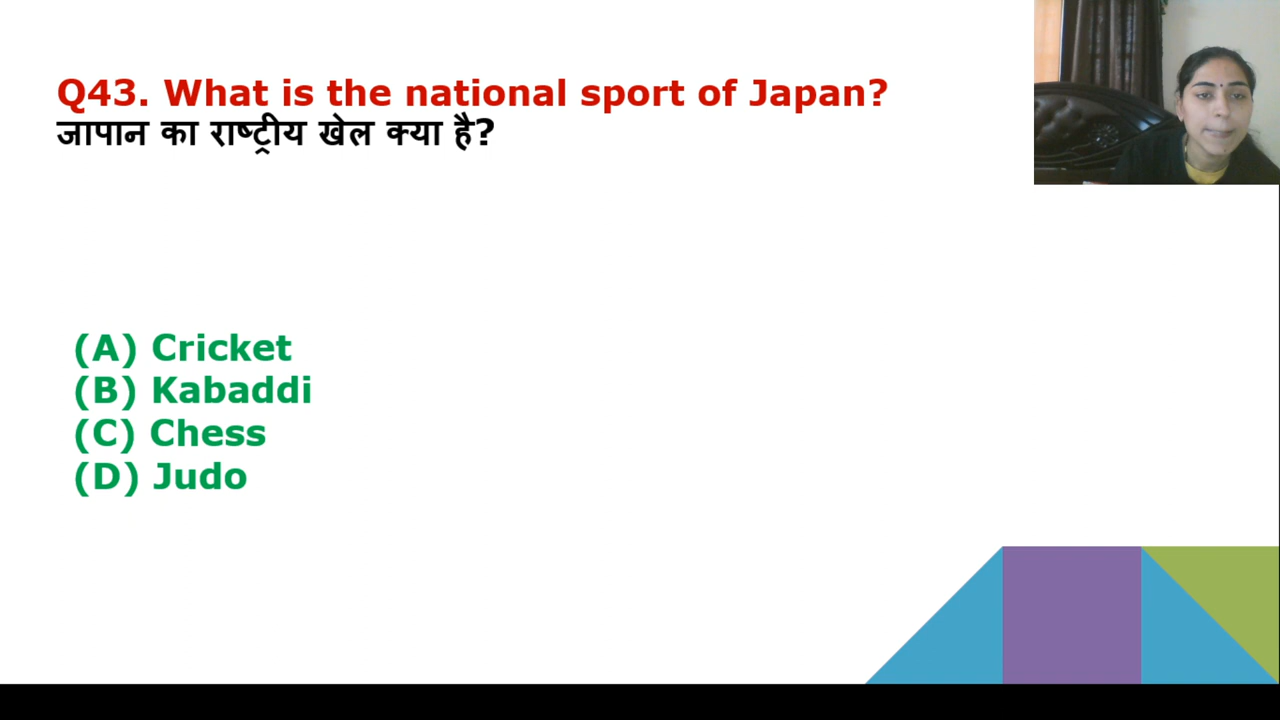 Q43. What is the national sport of Japan?
जापान का राष्ट्रीय खेल क्या है?
(A) Cricket
(B) Kabaddi
(C) Chess
(D) Judo